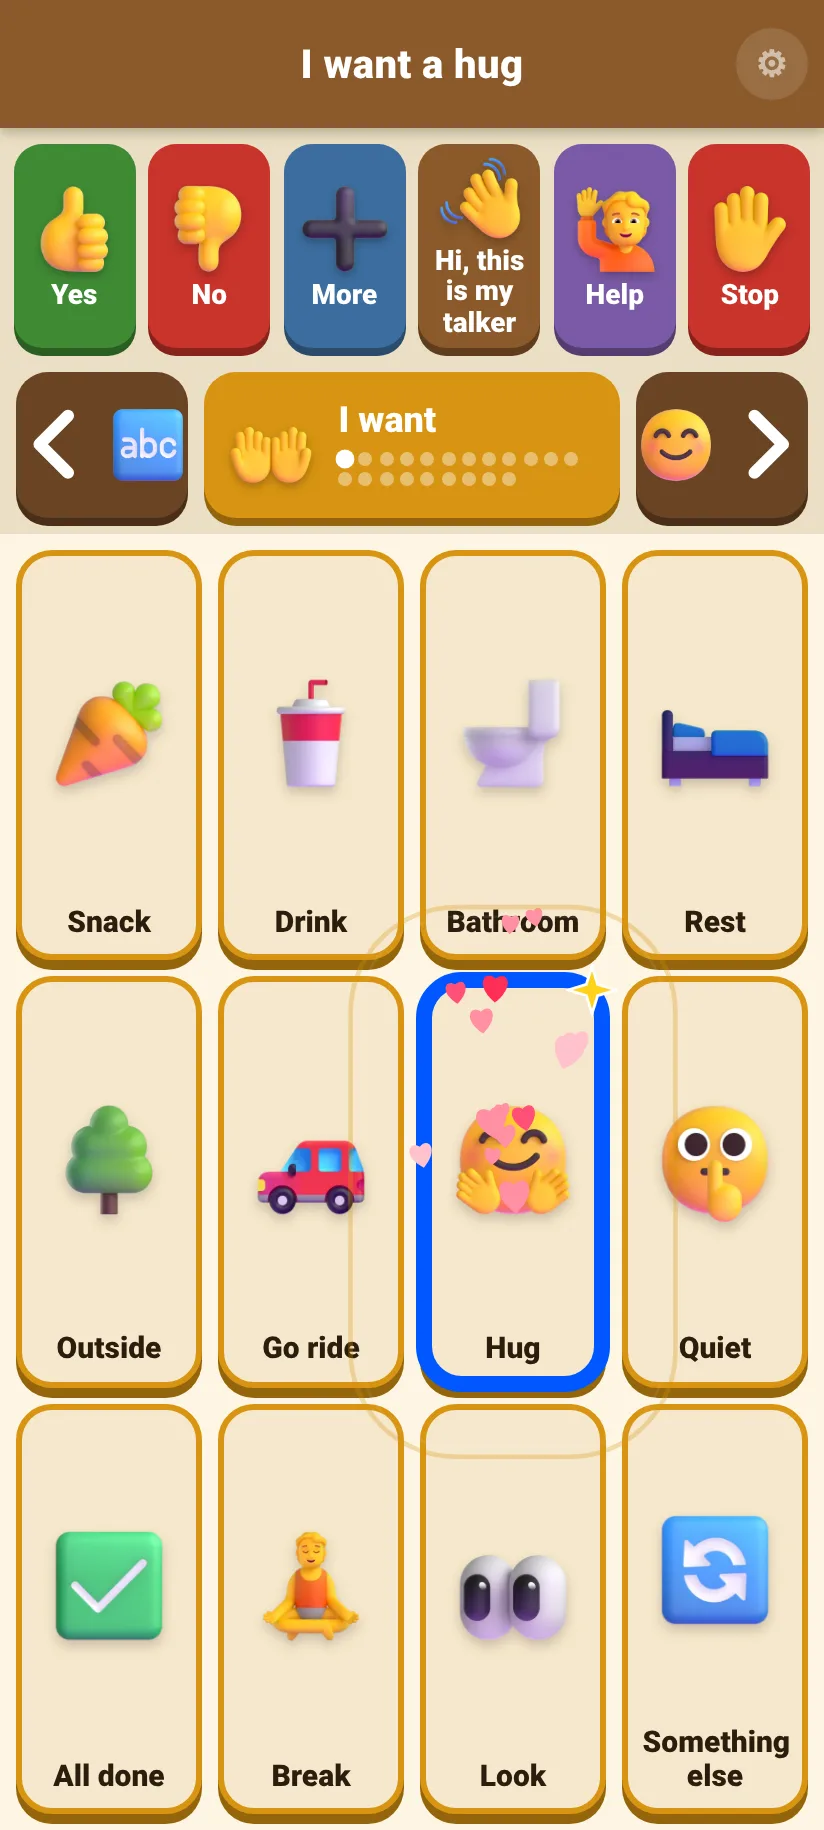 I want a hug
Yes
No
More
Hi, this
is my
talker
Help
Stop
abc
I want
Snack
Drink
Bathroom
Rest
Outside
Go ride
Hug
Quiet
All done
Break
Look
Something
else